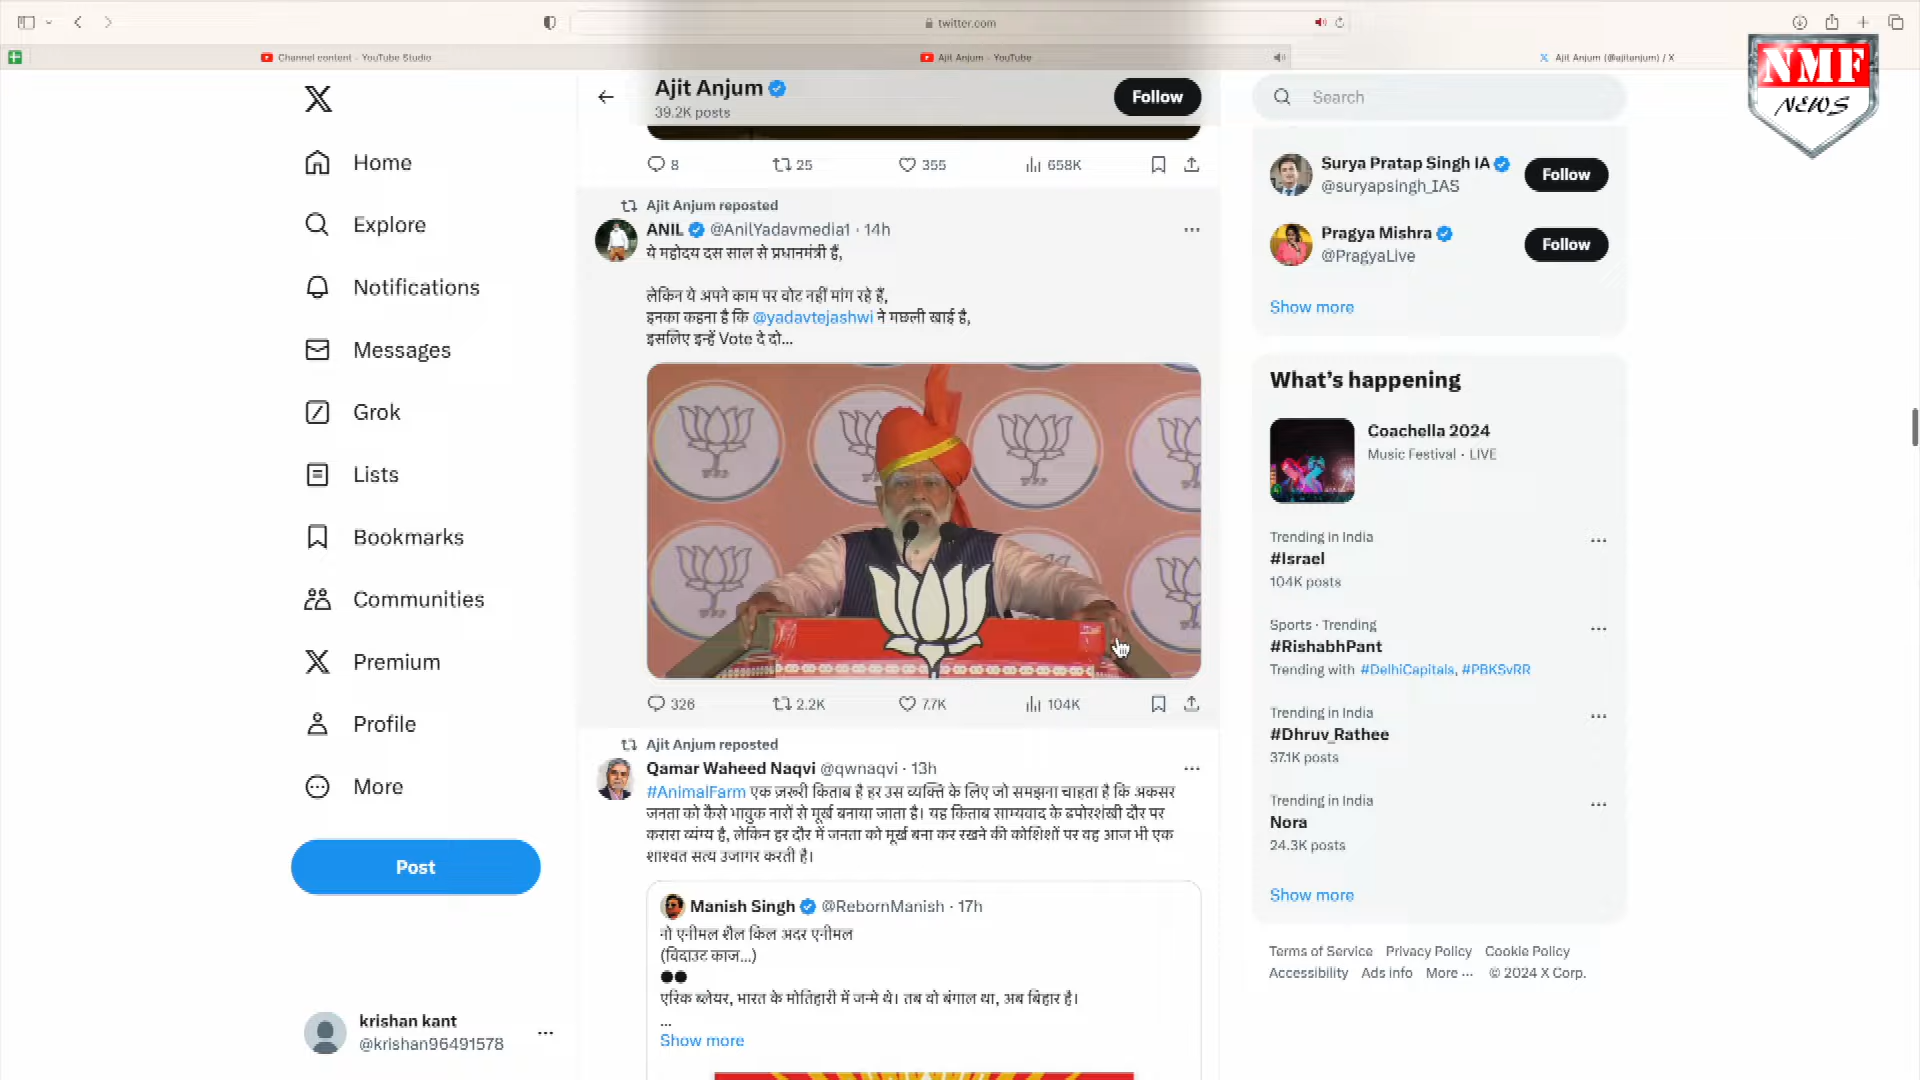 twitter.com
Channel content - YouTube Studio
Ajit Anjum - YouTube
Ajit Anjum (@ajitanjum) / X
NMF
NEWS
Home
Explore
Notifications
Messages
Grok
Lists
Bookmarks
Communities
Premium
Profile
More
Post
krishan kant
@krishan96491578
Ajit Anjum
39.2K posts
Follow
8 25 355 658K
Ajit Anjum reposted
ANIL @AnilYadavmedia1 · 14h
ये महोदय दस साल से प्रधानमंत्री हैं,
लेकिन ये अपने काम पर वोट नहीं मांग रहे हैं,
इनका कहना है कि @yadavtejashwi ने मछली खाई है,
इसलिए इन्हें Vote दे दो...
326 2.2K 7.7K 104K
Ajit Anjum reposted
Qamar Waheed Naqvi @qwnaqvi · 13h
#AnimalFarm एक ज़रूरी किताब है हर उस व्यक्ति के लिए जो समझना चाहता है कि अकसर
जनता को कैसे भावुक नारों से मूर्ख बनाया जाता है। यह किताब साम्यवाद के ढपोरशंखी दौर पर
करारा व्यंग्य है, लेकिन हर दौर में जनता को मूर्ख बना कर रखने की कोशिशों पर वह आज भी एक
शाश्वत सत्य उजागर करती है।
Manish Singh @RebornManish · 17h
नो एनीमल शैल किल अदर एनीमल
(विदाउट काज...)
एरिक ब्लेयर, भारत के मोतिहारी में जन्मे थे। तब वो बंगाल था, अब बिहार है।
...
Show more
Search
Surya Pratap Singh IA
@suryapsingh_IAS
Follow
Pragya Mishra
@PragyaLive
Follow
Show more
What's happening
Coachella 2024
Music Festival · LIVE
Trending in India
#Israel
104K posts
Sports · Trending
#RishabhPant
Trending with #DelhiCapitals, #PBKSvRR
Trending in India
#Dhruv_Rathee
37.1K posts
Trending in India
Nora
24.3K posts
Show more
Terms of Service Privacy Policy Cookie Policy
Accessibility Ads info More ... © 2024 X Corp.